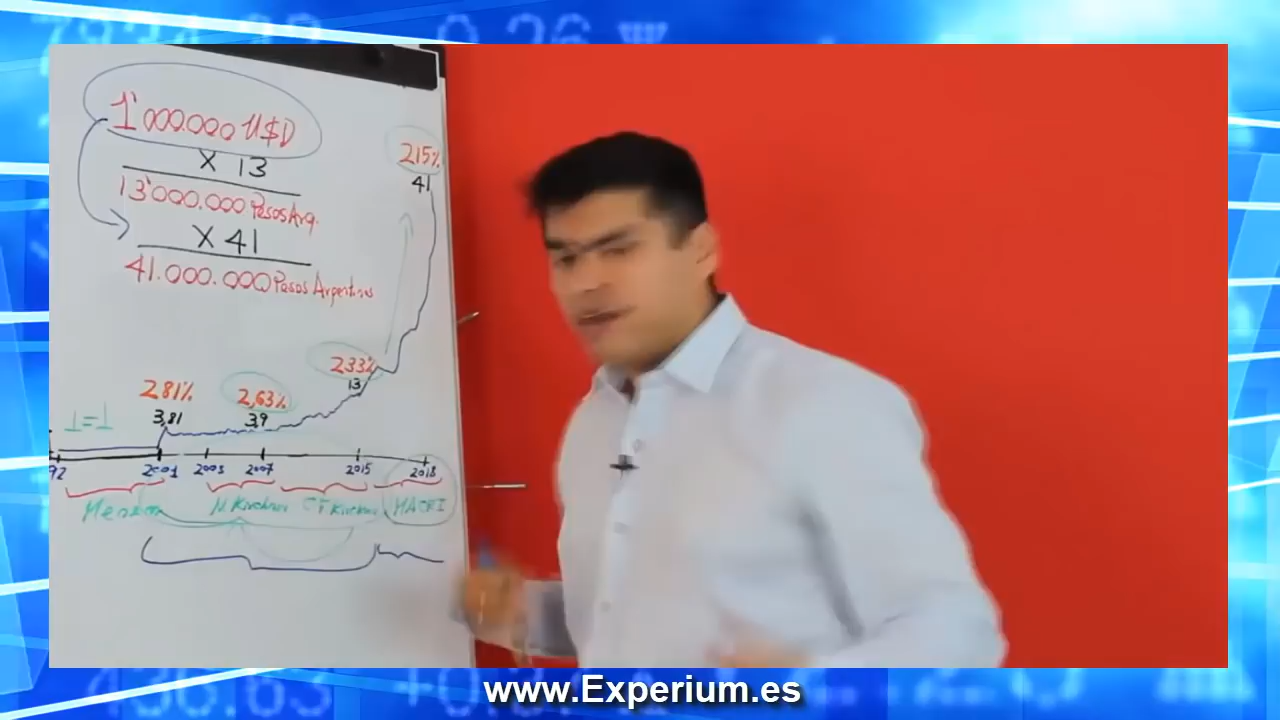 1'000.000 U$D
X 13
13'000.000 Pesos Arg.
X 41
41.000.000 Pesos Argentinos
215%
41
233%
13
281%
2,63%
3,81
3,9
1=1
92
2001
2003
2007
2015
2018
N Kirchner
CF Kirchner
MACRI
www.Experium.es